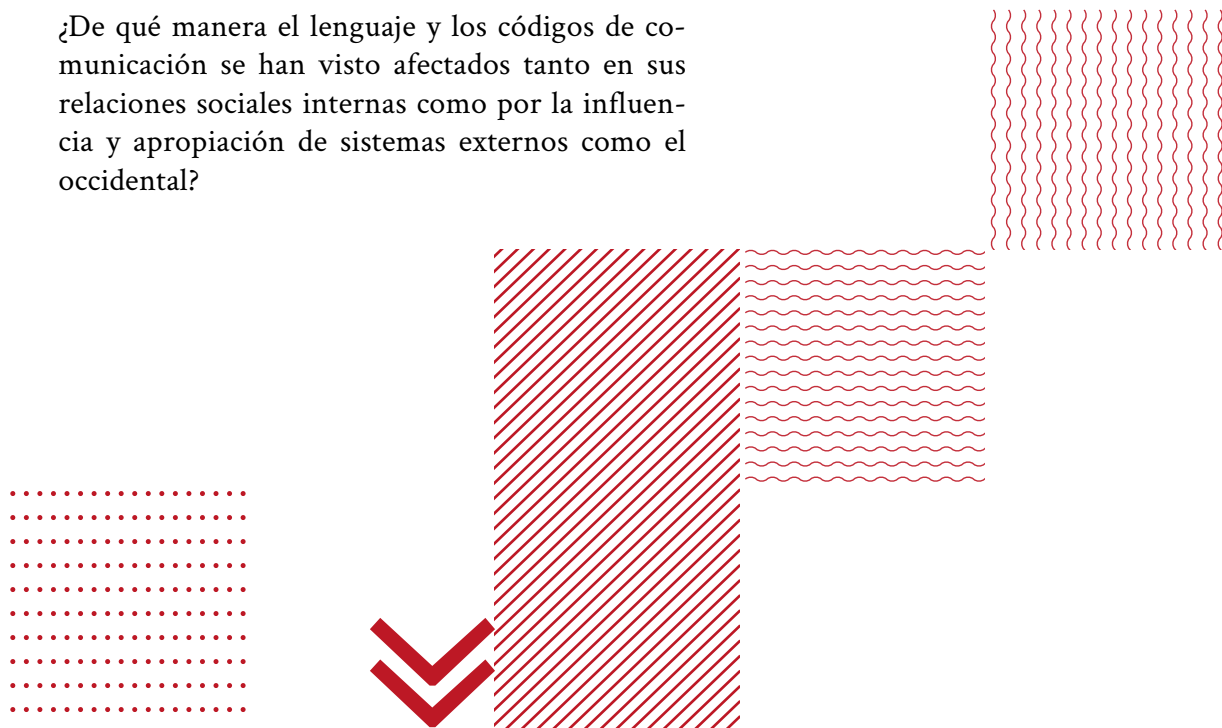 ¿De qué manera el lenguaje y los códigos de co-
municación se han visto afectados tanto en sus
relaciones sociales internas como por la influen-
cia y apropiación de sistemas externos como el
occidental?